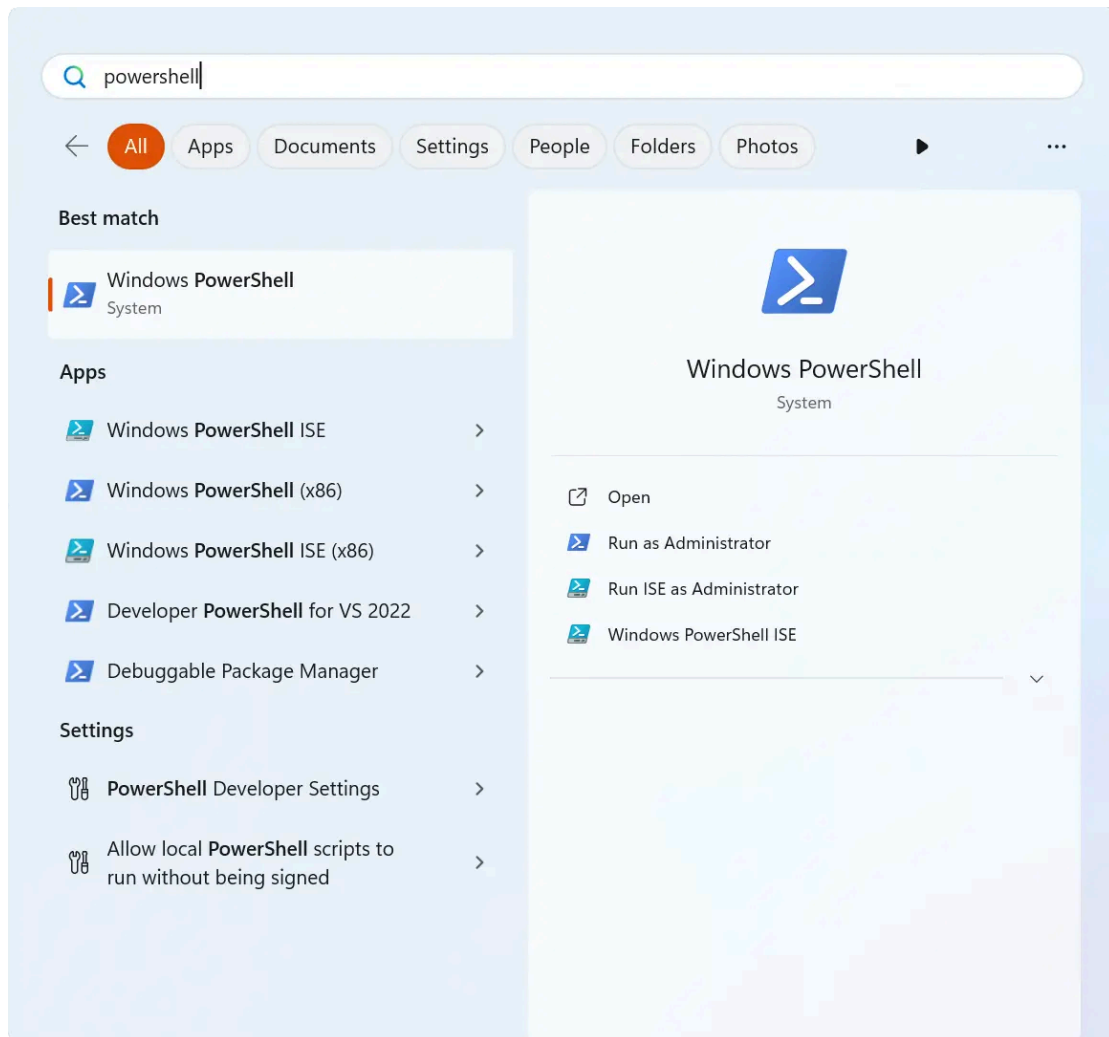 powershell
All Apps Documents Settings People Folders Photos
Best match
Windows PowerShell
System
Apps
Windows PowerShell ISE
Windows PowerShell (x86)
Windows PowerShell ISE (x86)
Developer PowerShell for VS 2022
Debuggable Package Manager
Settings
PowerShell Developer Settings
Allow local PowerShell scripts to
run without being signed
Windows PowerShell
System
Open
Run as Administrator
Run ISE as Administrator
Windows PowerShell ISE